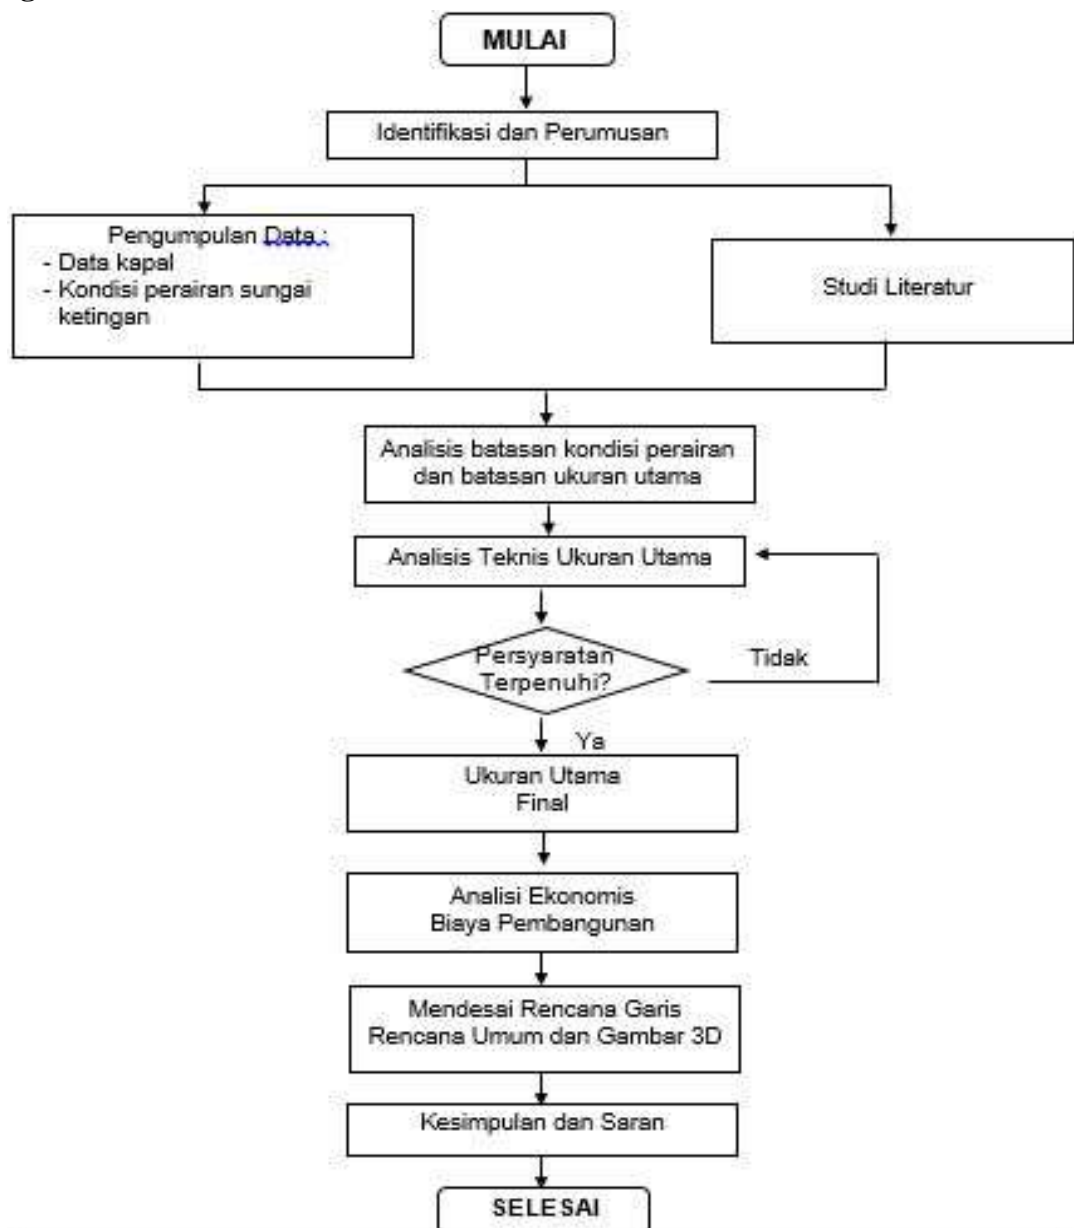 MULAI
Identifikasi dan Perumusan
Pengumpulan Data :
- Data kapal
- Kondisi perairan sungai
ketingan
Studi Literatur
Analisis batasan kondisi perairan
dan batasan ukuran utama
Analisis Teknis Ukuran Utama
Persyaratan
Terpenuhi?
Tidak
Ya
Ukuran Utama
Final
Analisi Ekonomis
Biaya Pembangunan
Mendesai Rencana Garis
Rencana Umum dan Gambar 3D
Kesimpulan dan Saran
SELESAI